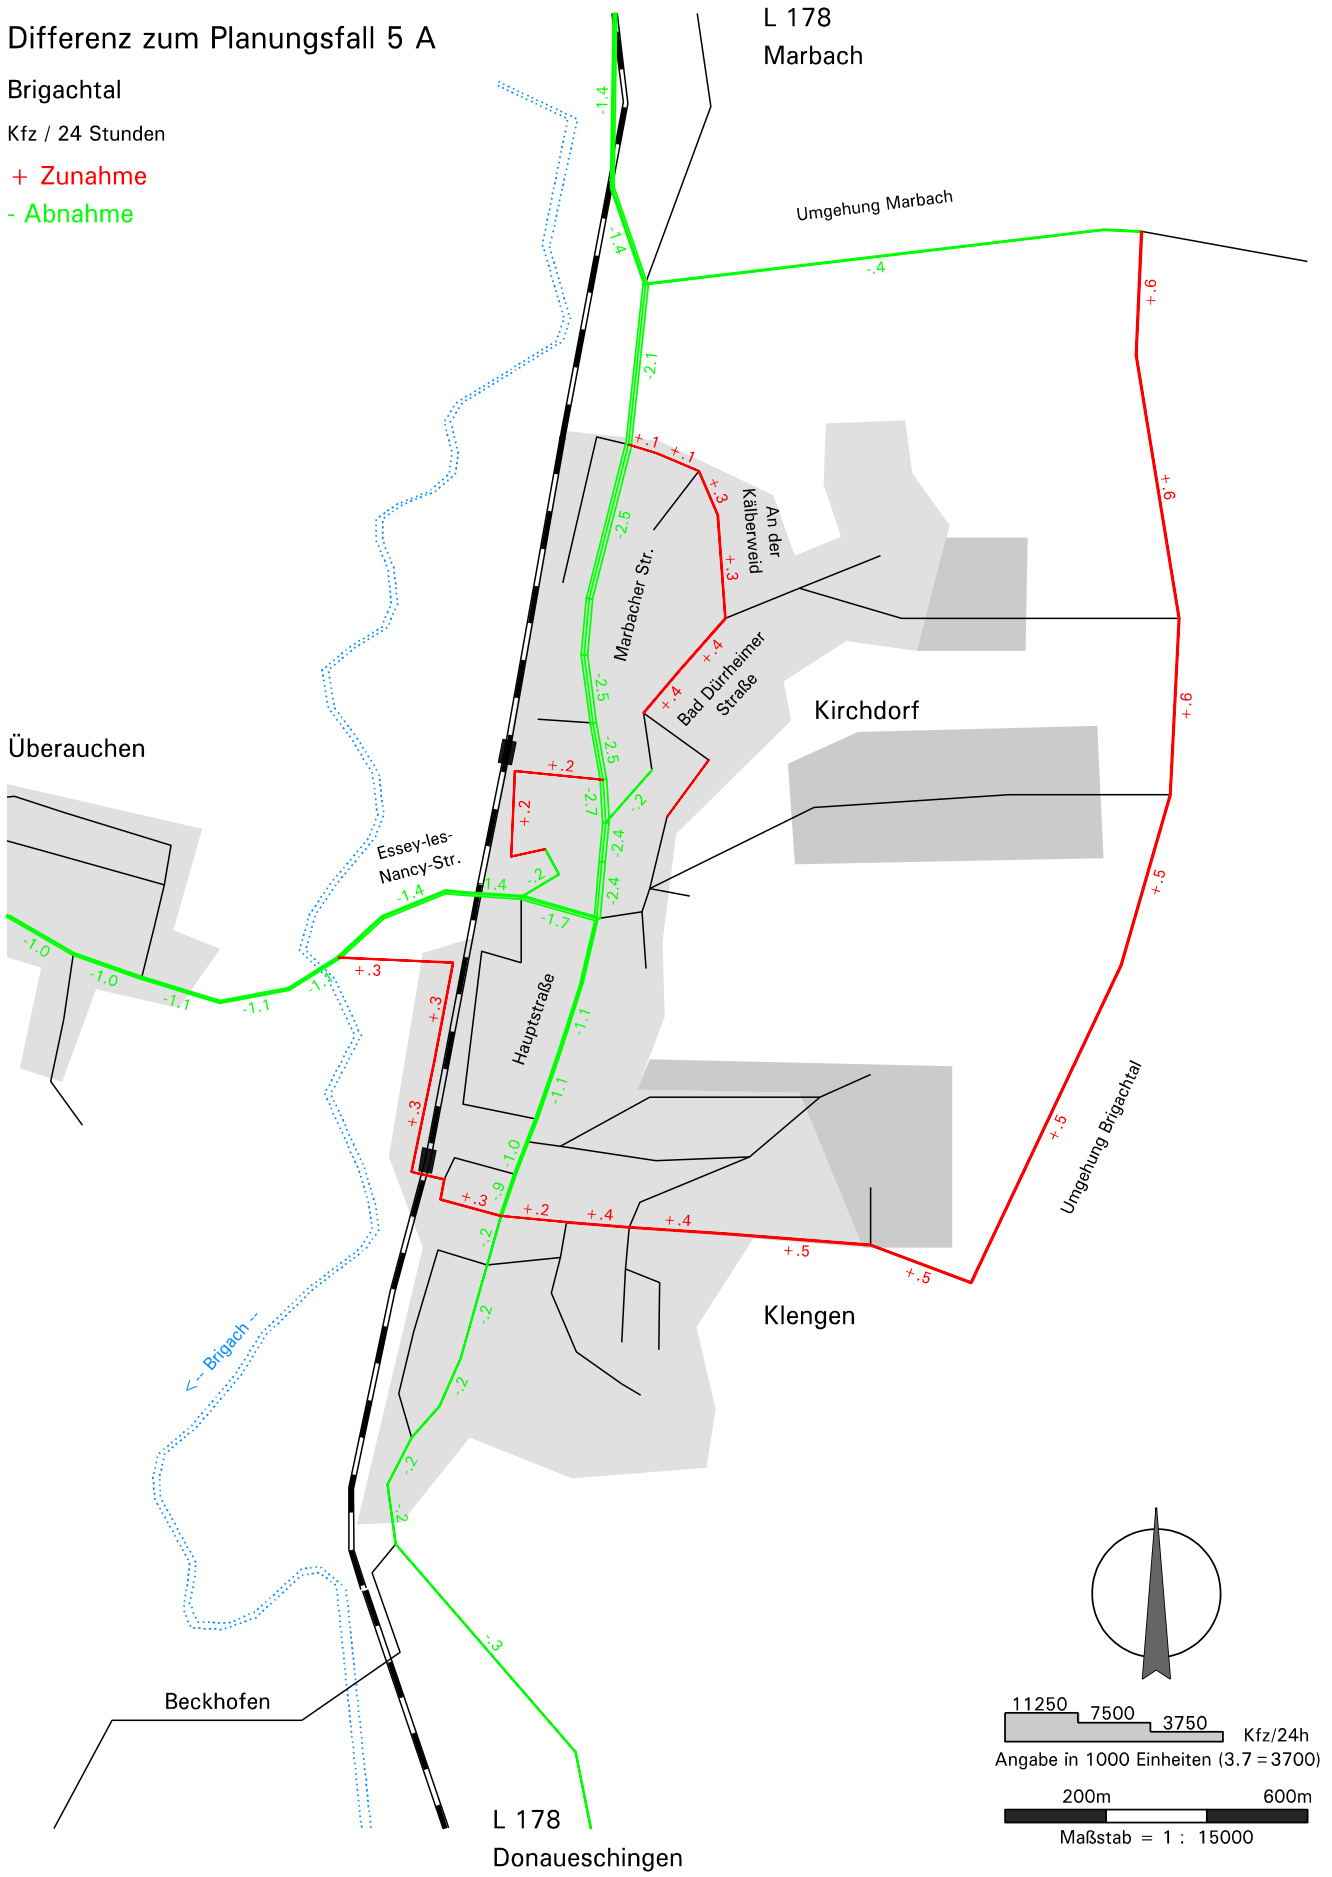 Differenz zum Planungsfall 5 A
Brigachtal
Kfz / 24 Stunden
+ Zunahme
- Abnahme
L 178
Marbach
-1.4
-1.4
Umgehung Marbach
-.4
+.6
-2.1
+.1
+.1
+.3
+.6
An der
Kälberweid
-2.5
+.3
Marbacher Str.
+.4
+.4
Bad Dürrheimer
Straße
-2.5
Kirchdorf
+.6
Überauchen
-2.5
+.2
-2.7
-.2
+.2
-2.4
Essey-les-
Nancy-Str.
-1.4
1.4
-.2
-2.4
-1.7
+.5
-1.0
-1.0
-1.1
-1.1
-1.1
+.3
+.3
Hauptstraße
-1.1
-1.1
+.3
-1.0
+.5
Umgehung Brigachtal
-.9
+.3
+.2
+.4
+.4
+.5
+.5
-.2
-.2
Klengen
<-- Brigach --
-.2
-.2
-.2
-.3
Beckhofen
L 178
Donaueschingen
11250
7500
3750
Kfz/24h
Angabe in 1000 Einheiten (3.7=3700)
200m
600m
Maßstab = 1 : 15000